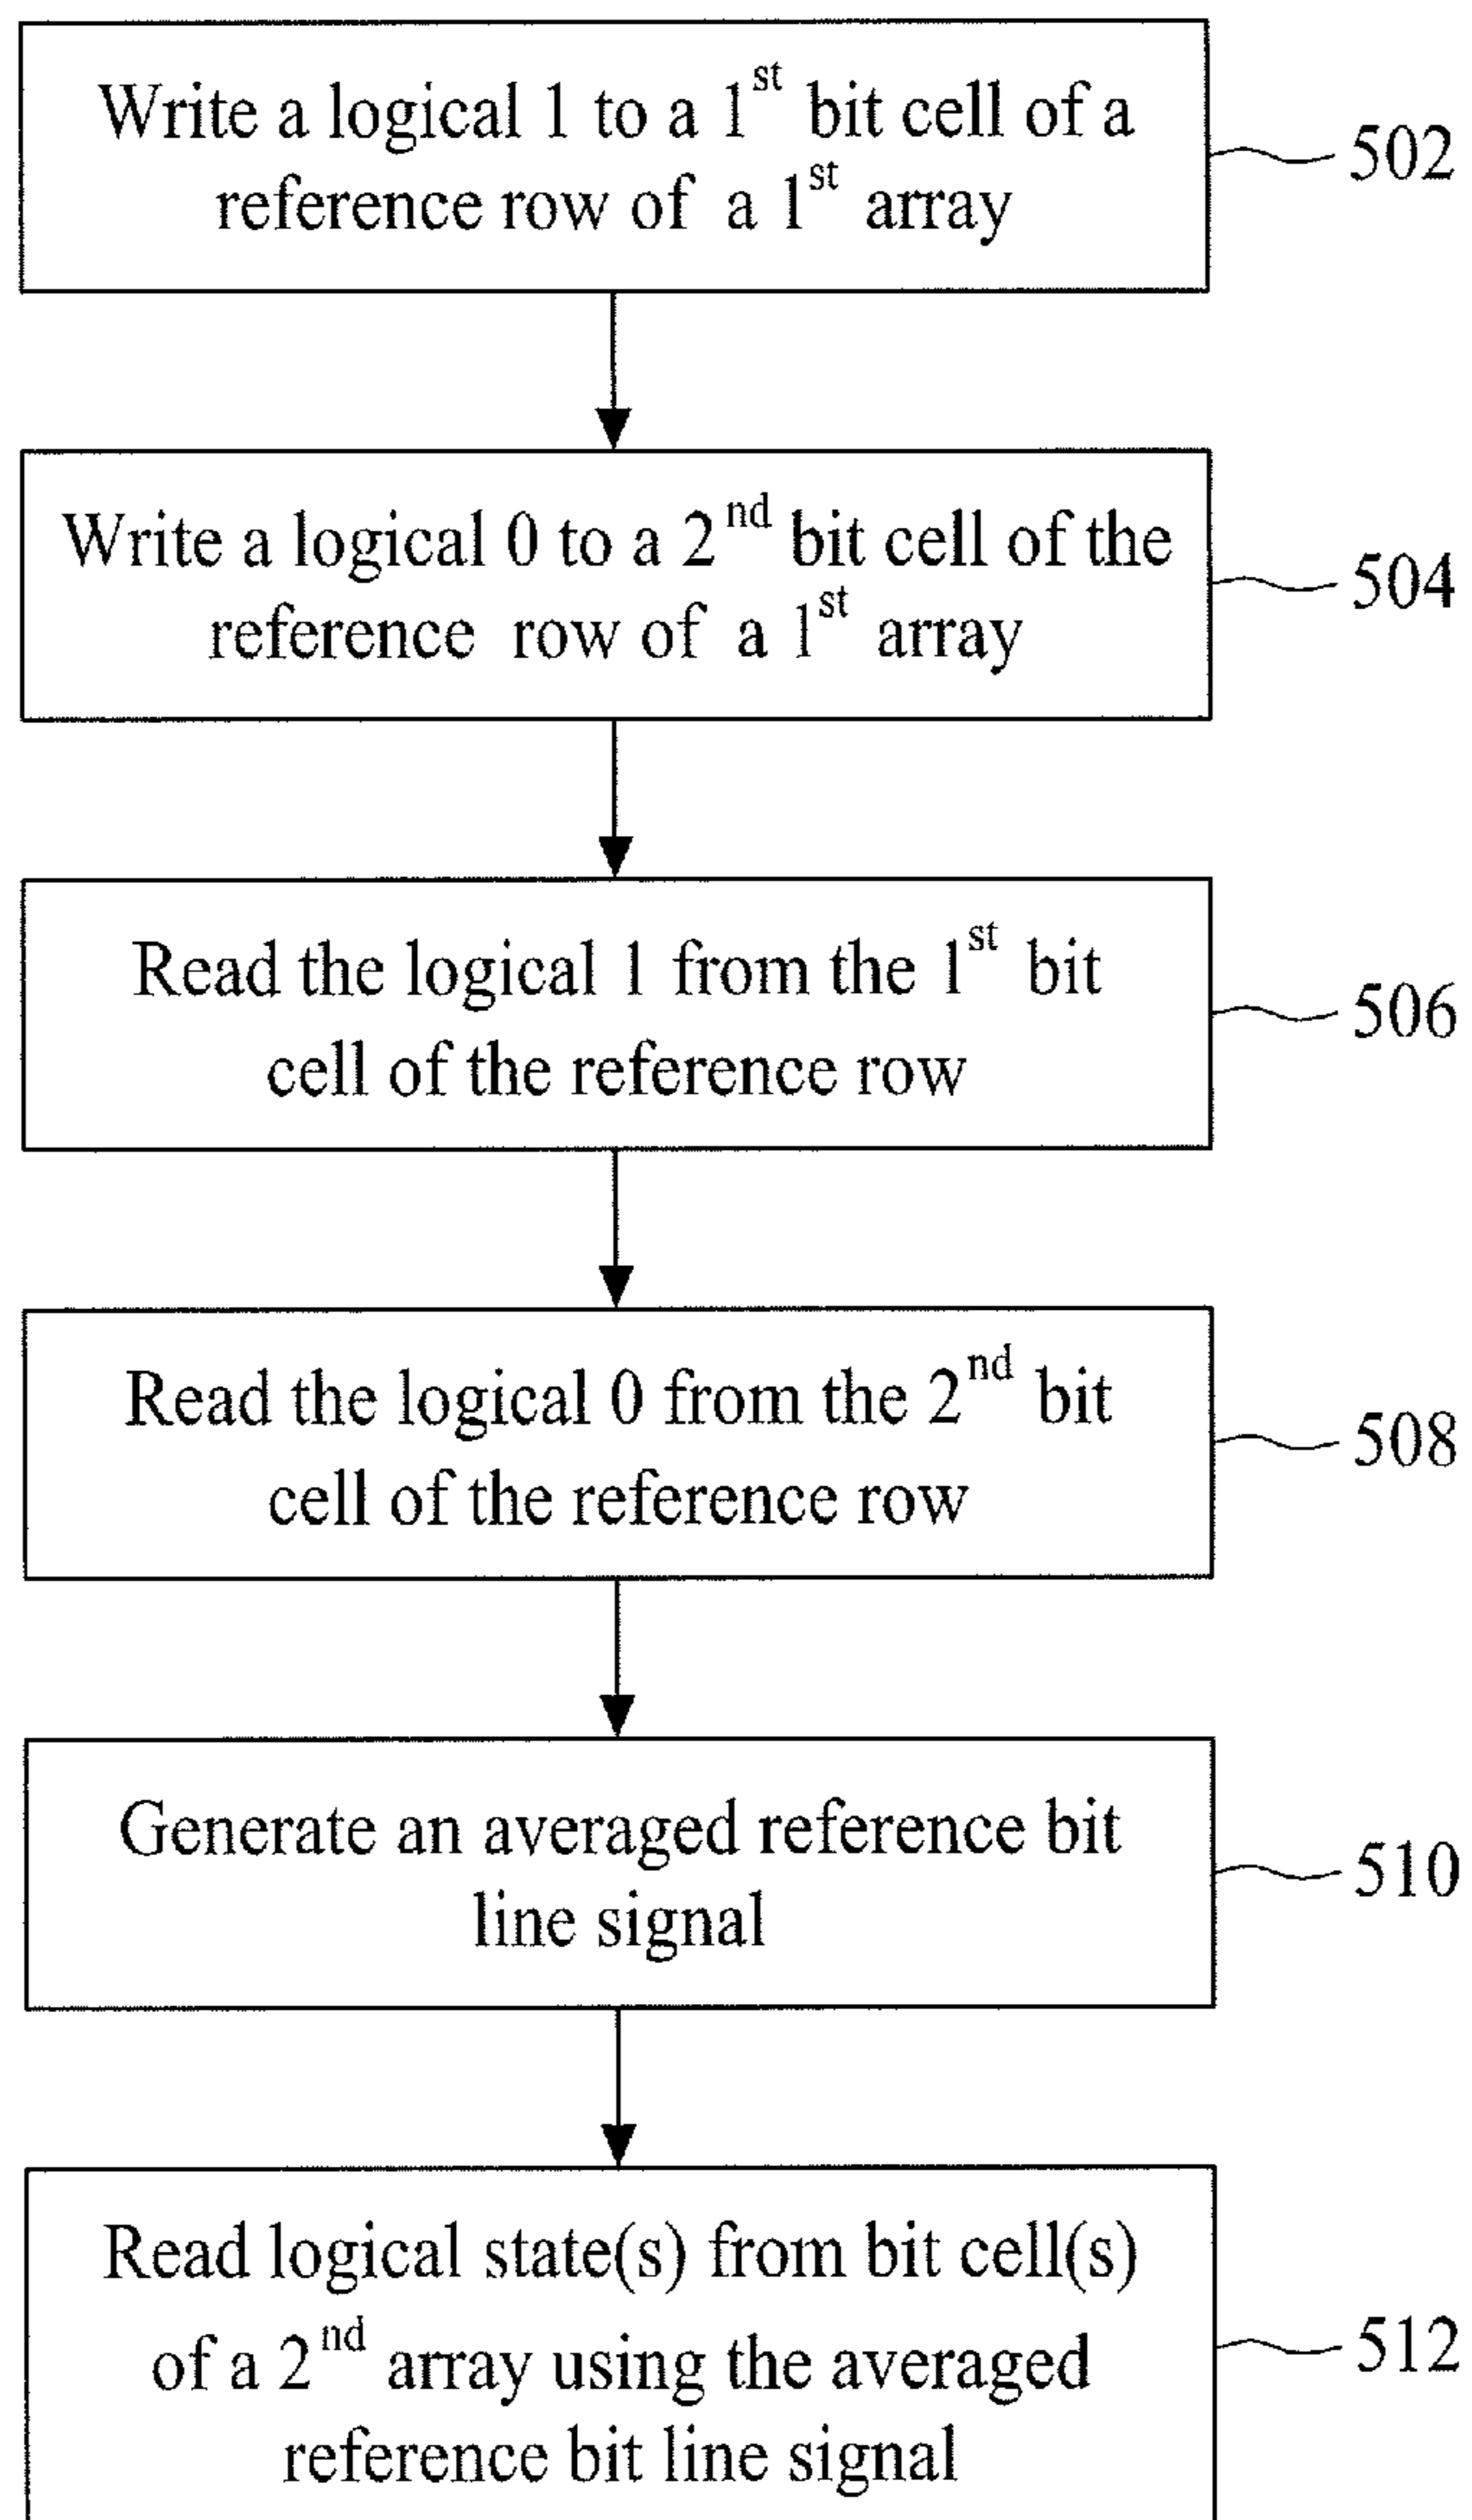 Write a logical 1 to a 1st bit cell of a
reference row of a 1st array
502
Write a logical 0 to a 2nd bit cell of the
reference row of a 1st array
504
Read the logical 1 from the 1st bit
cell of the reference row
506
Read the logical 0 from the 2nd bit
cell of the reference row
508
Generate an averaged reference bit
line signal
510
Read logical state(s) from bit cell(s)
of a 2nd array using the averaged
reference bit line signal
512